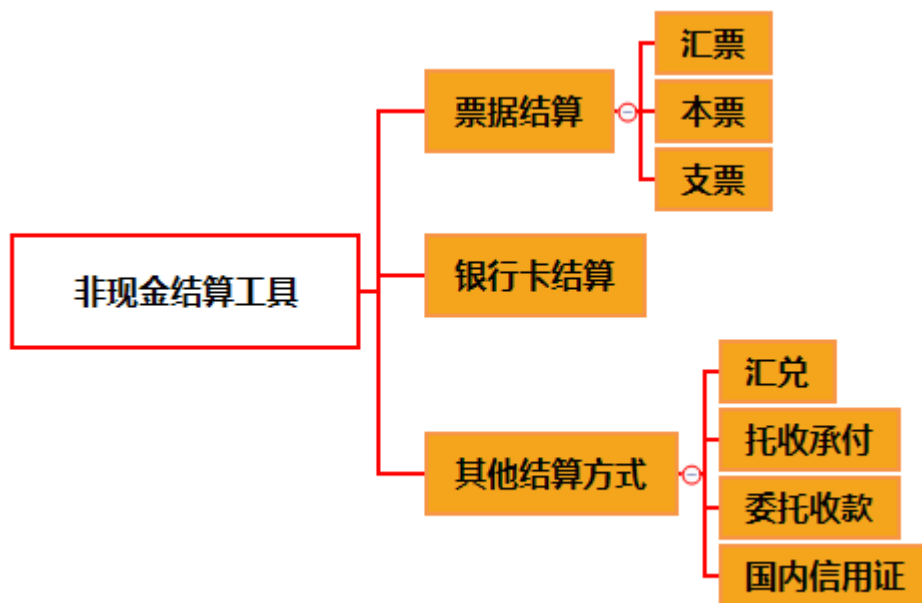 非现金结算工具
票据结算
汇票
本票
支票
银行卡结算
其他结算方式
汇兑
托收承付
委托收款
国内信用证